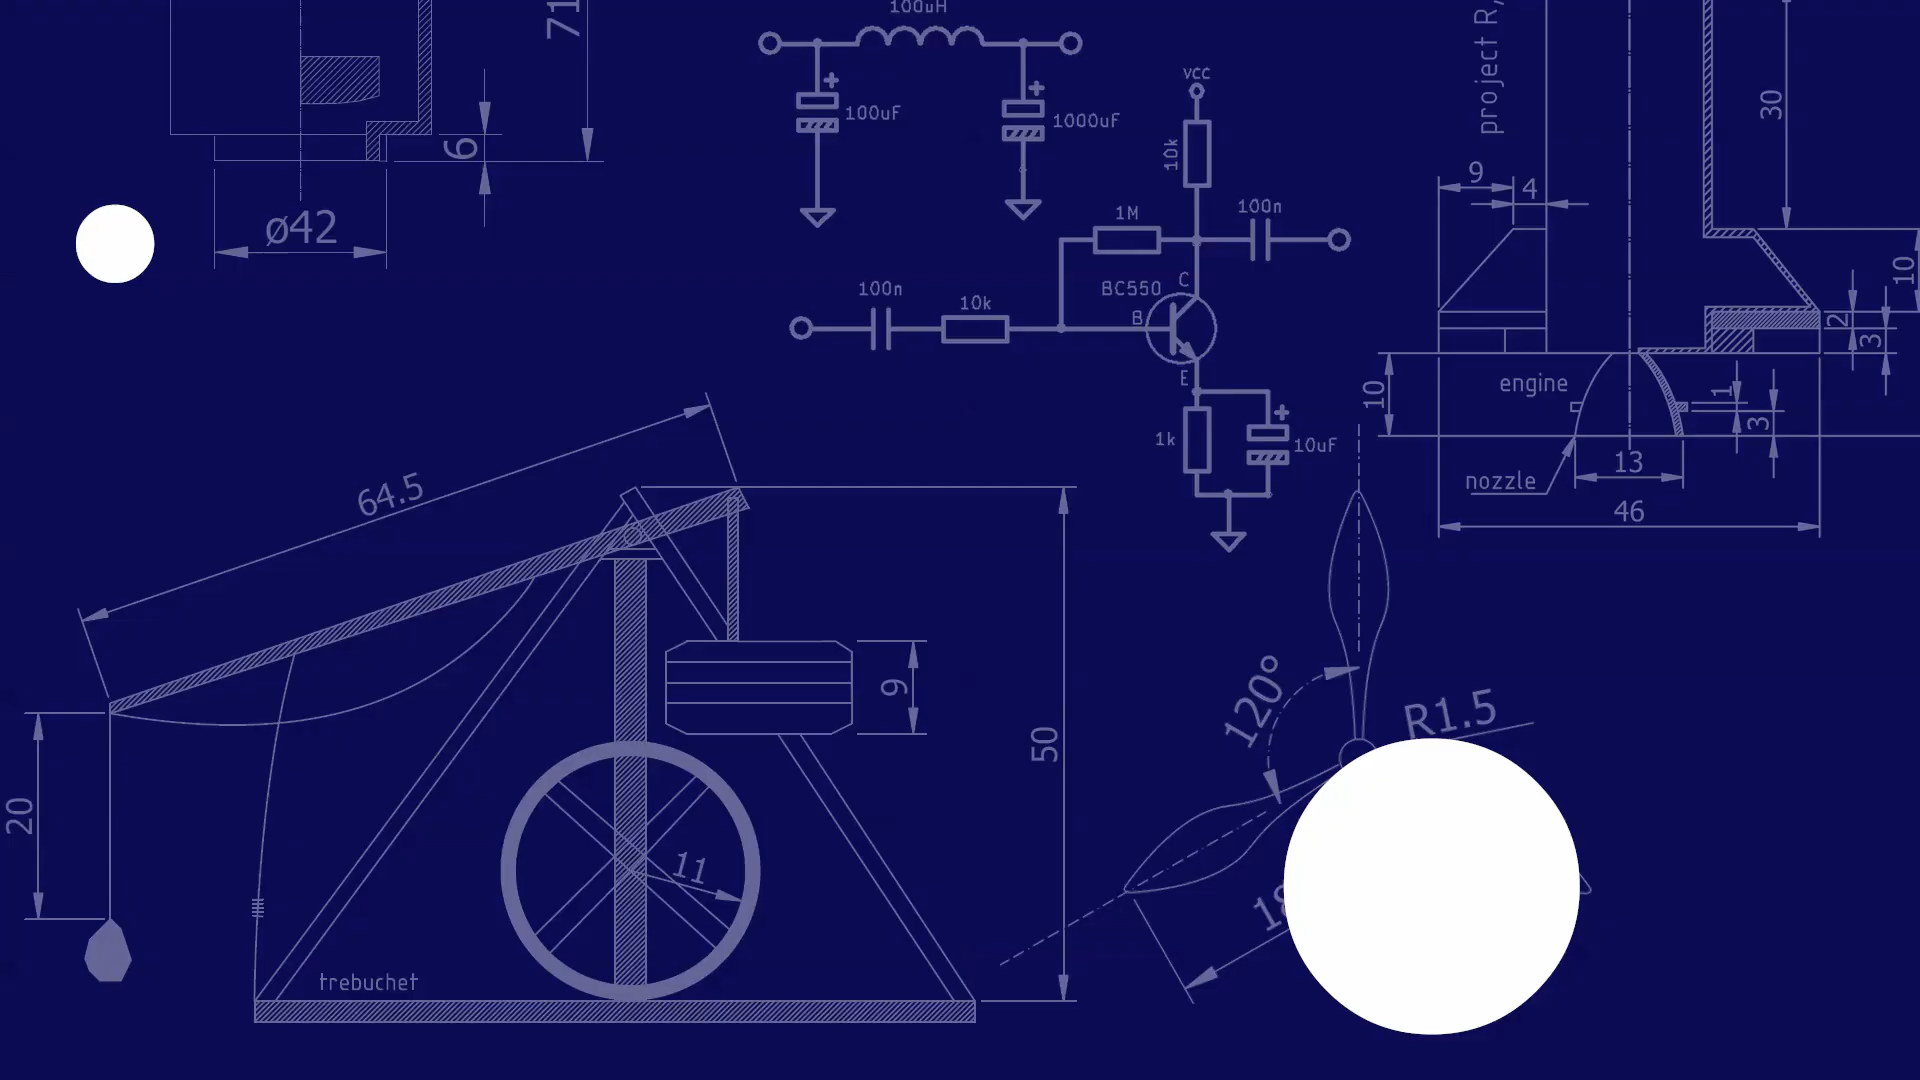 100uH
71
project R,
vcc
30
100uF
1000uF
6
10k
9
4
1M
100n
ø42
10
C
BC550
100n
10k
B
2
3
E
engine
10
1
3
1k
10uF
13
nozzle
46
64.5
120°
9
R1.5
50
20
11
18
trebuchet